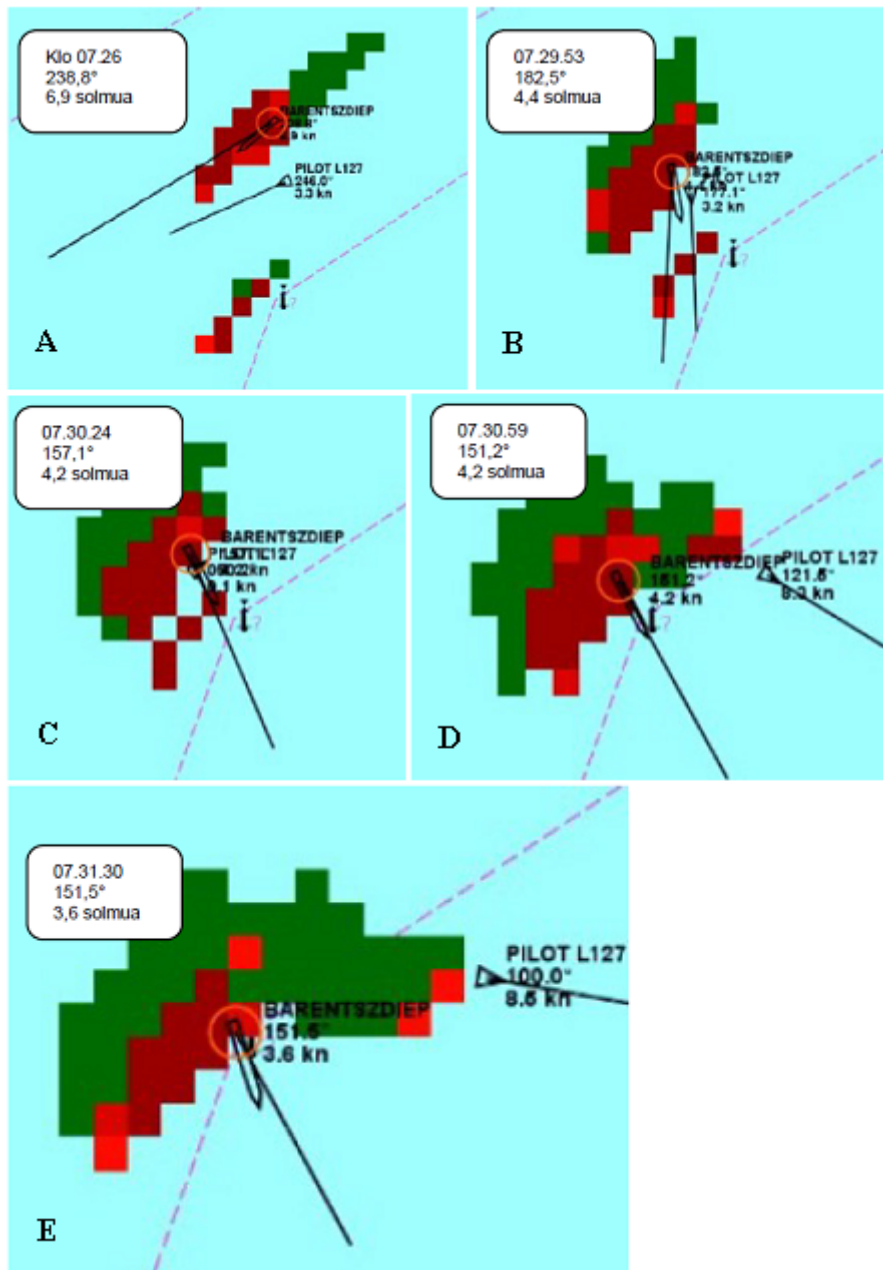 Klo 07.26
238,8°
6,9 solmua
BARENTSZDIEP
PILOT L127
246.0°
3.3 kn
?
A
07.29.53
182,5°
4,4 solmua
BARENTSZDIEP
PILOT L127
177.1°
3.2 kn
?
B
07.30.24
157,1°
4,2 solmua
BARENTSZDIEP
?
C
07.30.59
151,2°
4,2 solmua
BARENTSZDIEP
151.2°
4.2 kn
PILOT L127
121.5°
8.3 kn
?
D
07.31.30
151,5°
3,6 solmua
BARENTSZDIEP
151.5°
3.6 kn
PILOT L127
100.0°
8.5 kn
E